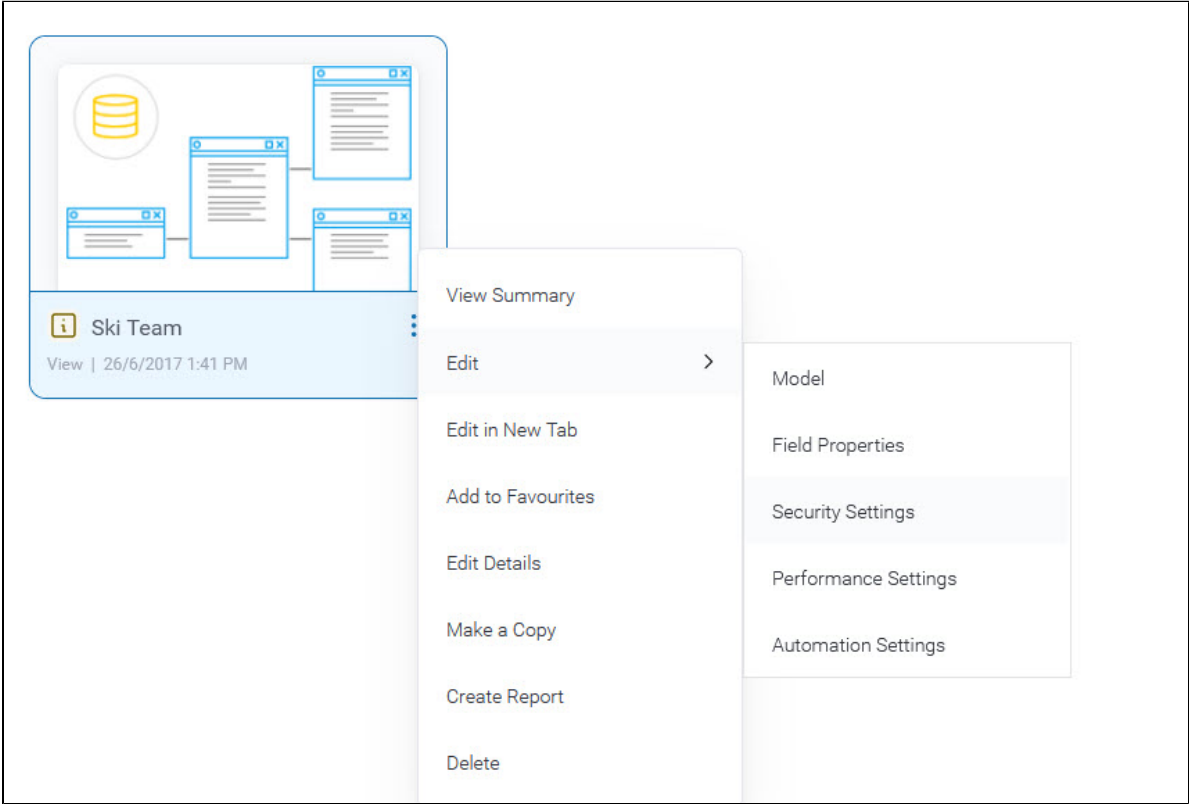 Ski Team
View | 26/6/2017 1:41 PM
View Summary
Edit
Edit in New Tab
Add to Favourites
Edit Details
Make a Copy
Create Report
Delete
Model
Field Properties
Security Settings
Performance Settings
Automation Settings